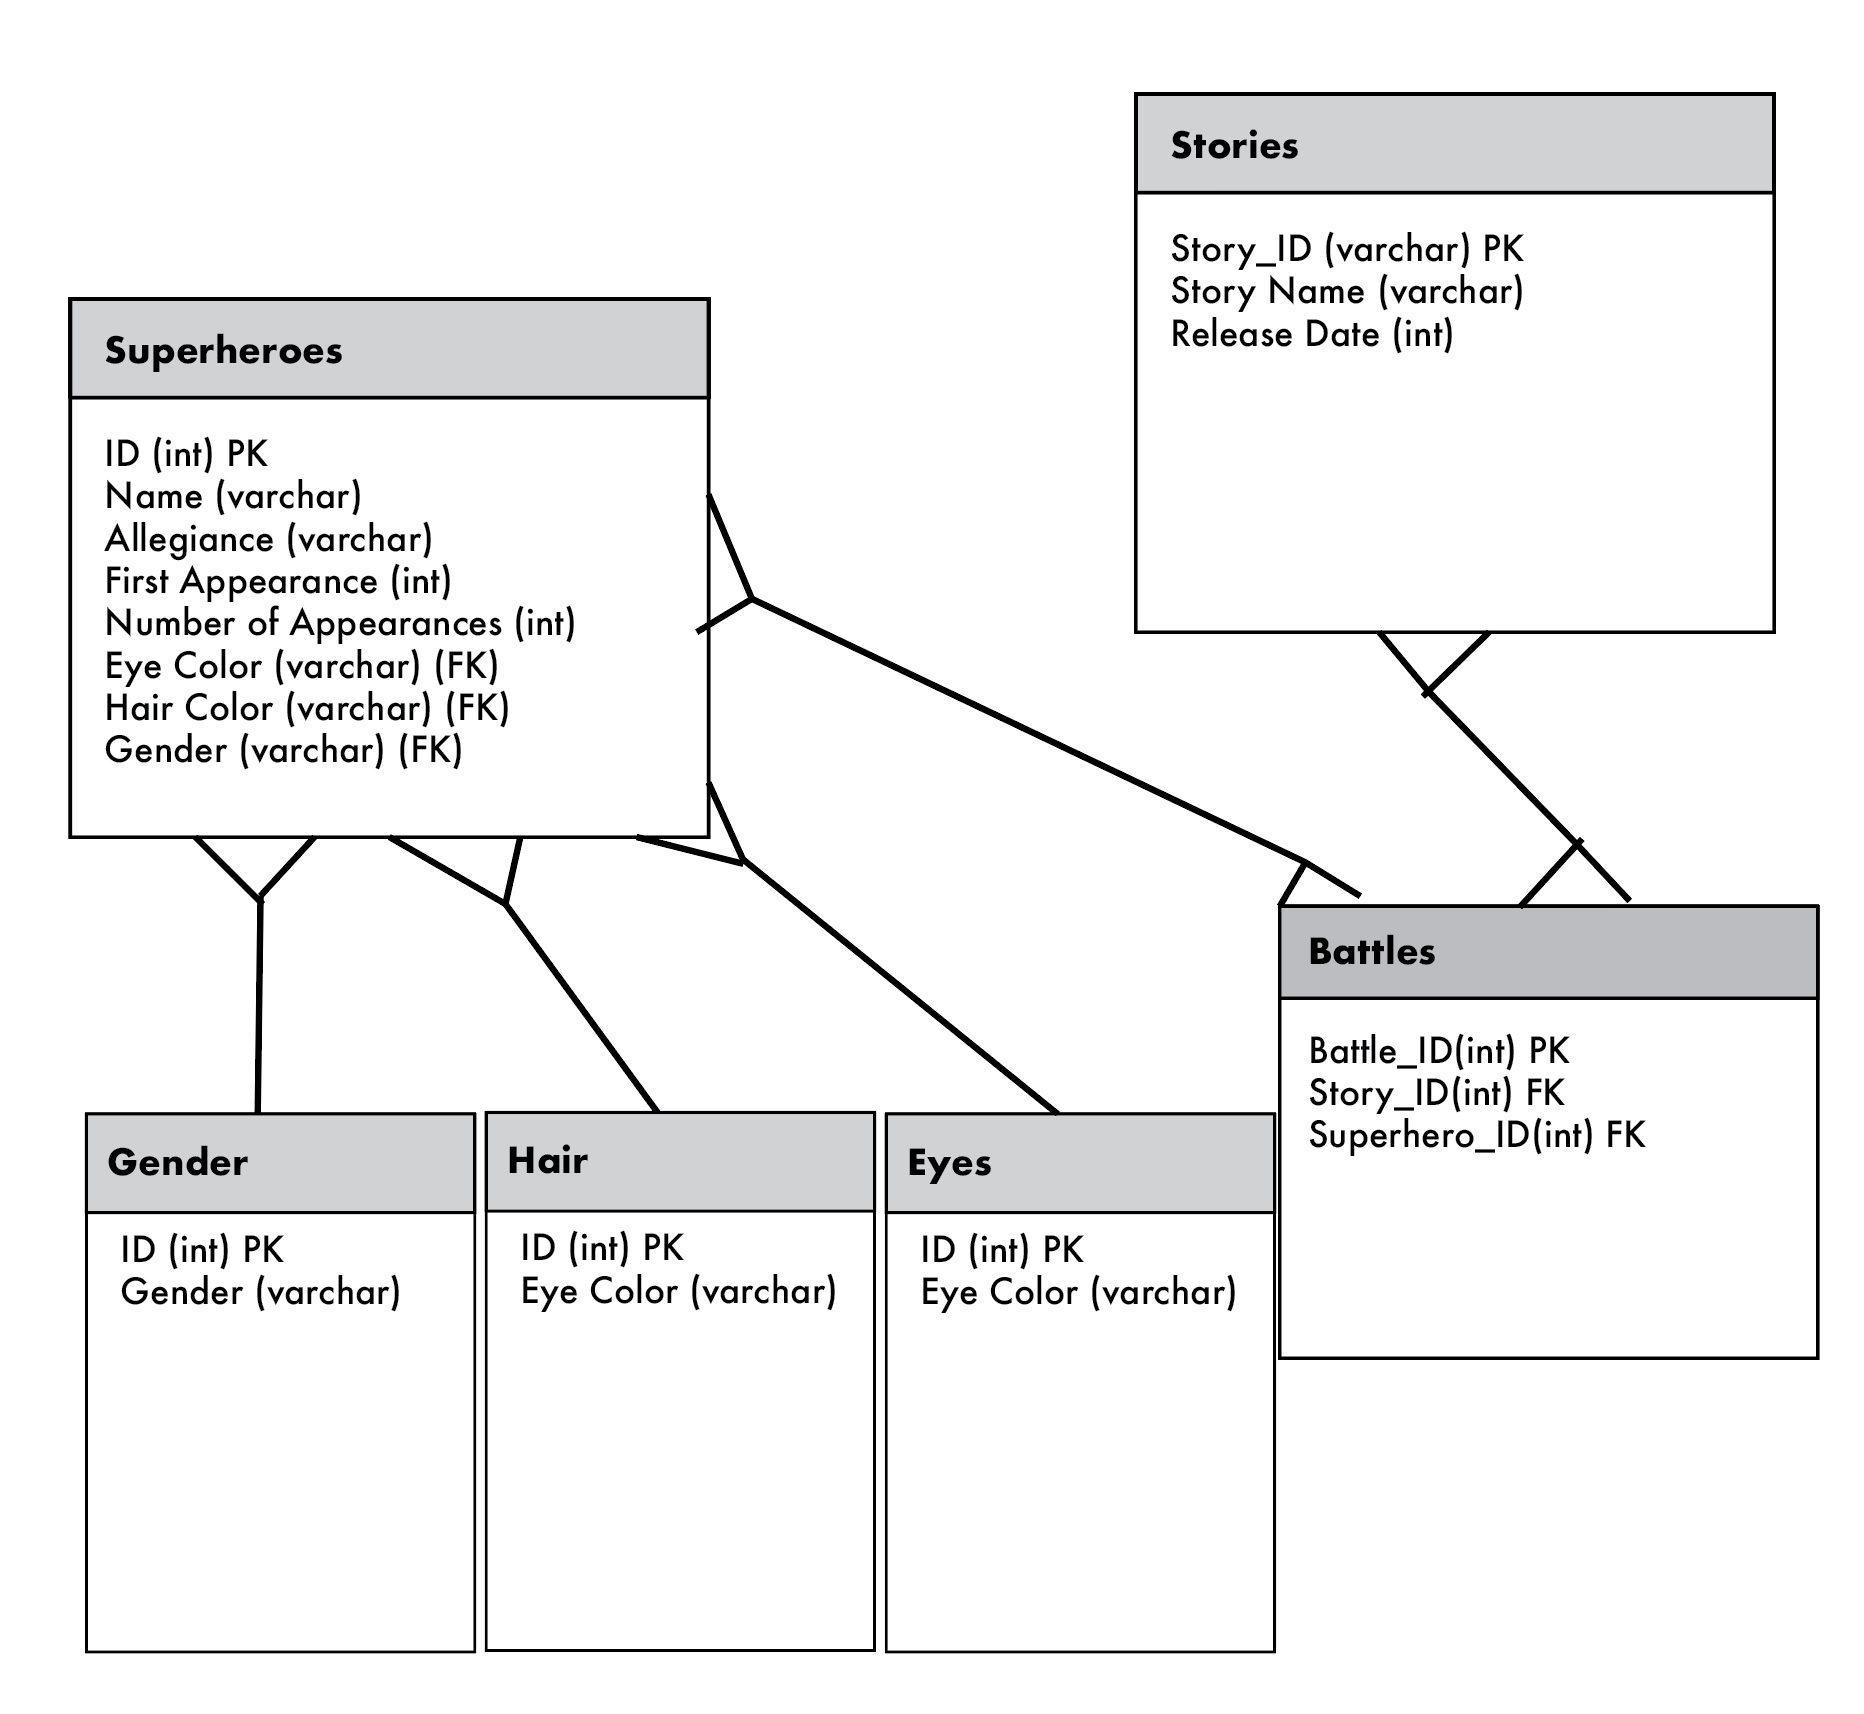 Stories
Story_ID (varchar) PK
Story Name (varchar)
Release Date (int)
Superheroes
ID (int) PK
Name (varchar)
Allegiance (varchar)
First Appearance (int)
Number of Appearances (int)
Eye Color (varchar) (FK)
Hair Color (varchar) (FK)
Gender (varchar) (FK)
Battles
Battle_ID(int) PK
Story_ID(int) FK
Superhero_ID(int) FK
Gender
ID (int) PK
Gender (varchar)
Hair
ID (int) PK
Eye Color (varchar)
Eyes
ID (int) PK
Eye Color (varchar)